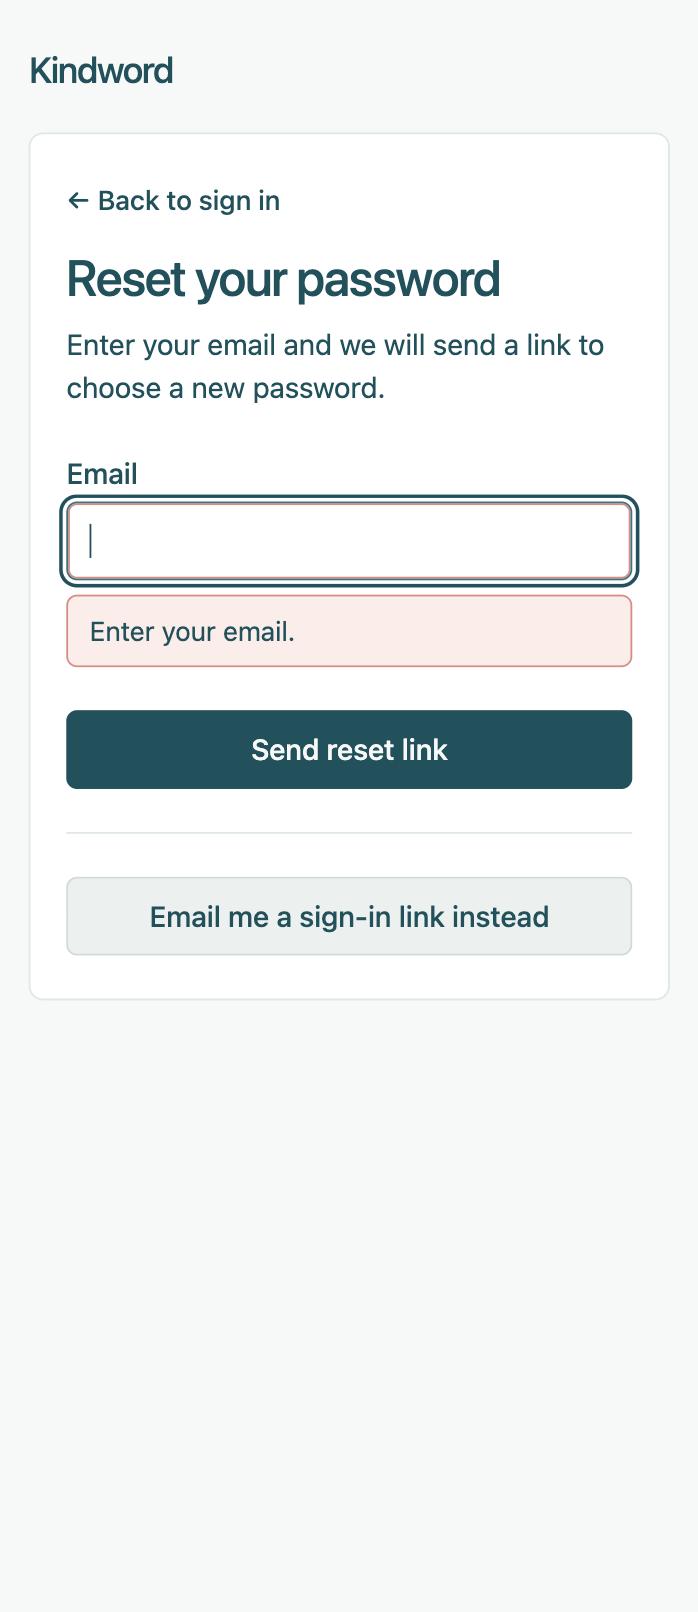 Kindword
← Back to sign in
Reset your password
Enter your email and we will send a link to
choose a new password.
Email
Enter your email.
Send reset link
Email me a sign-in link instead